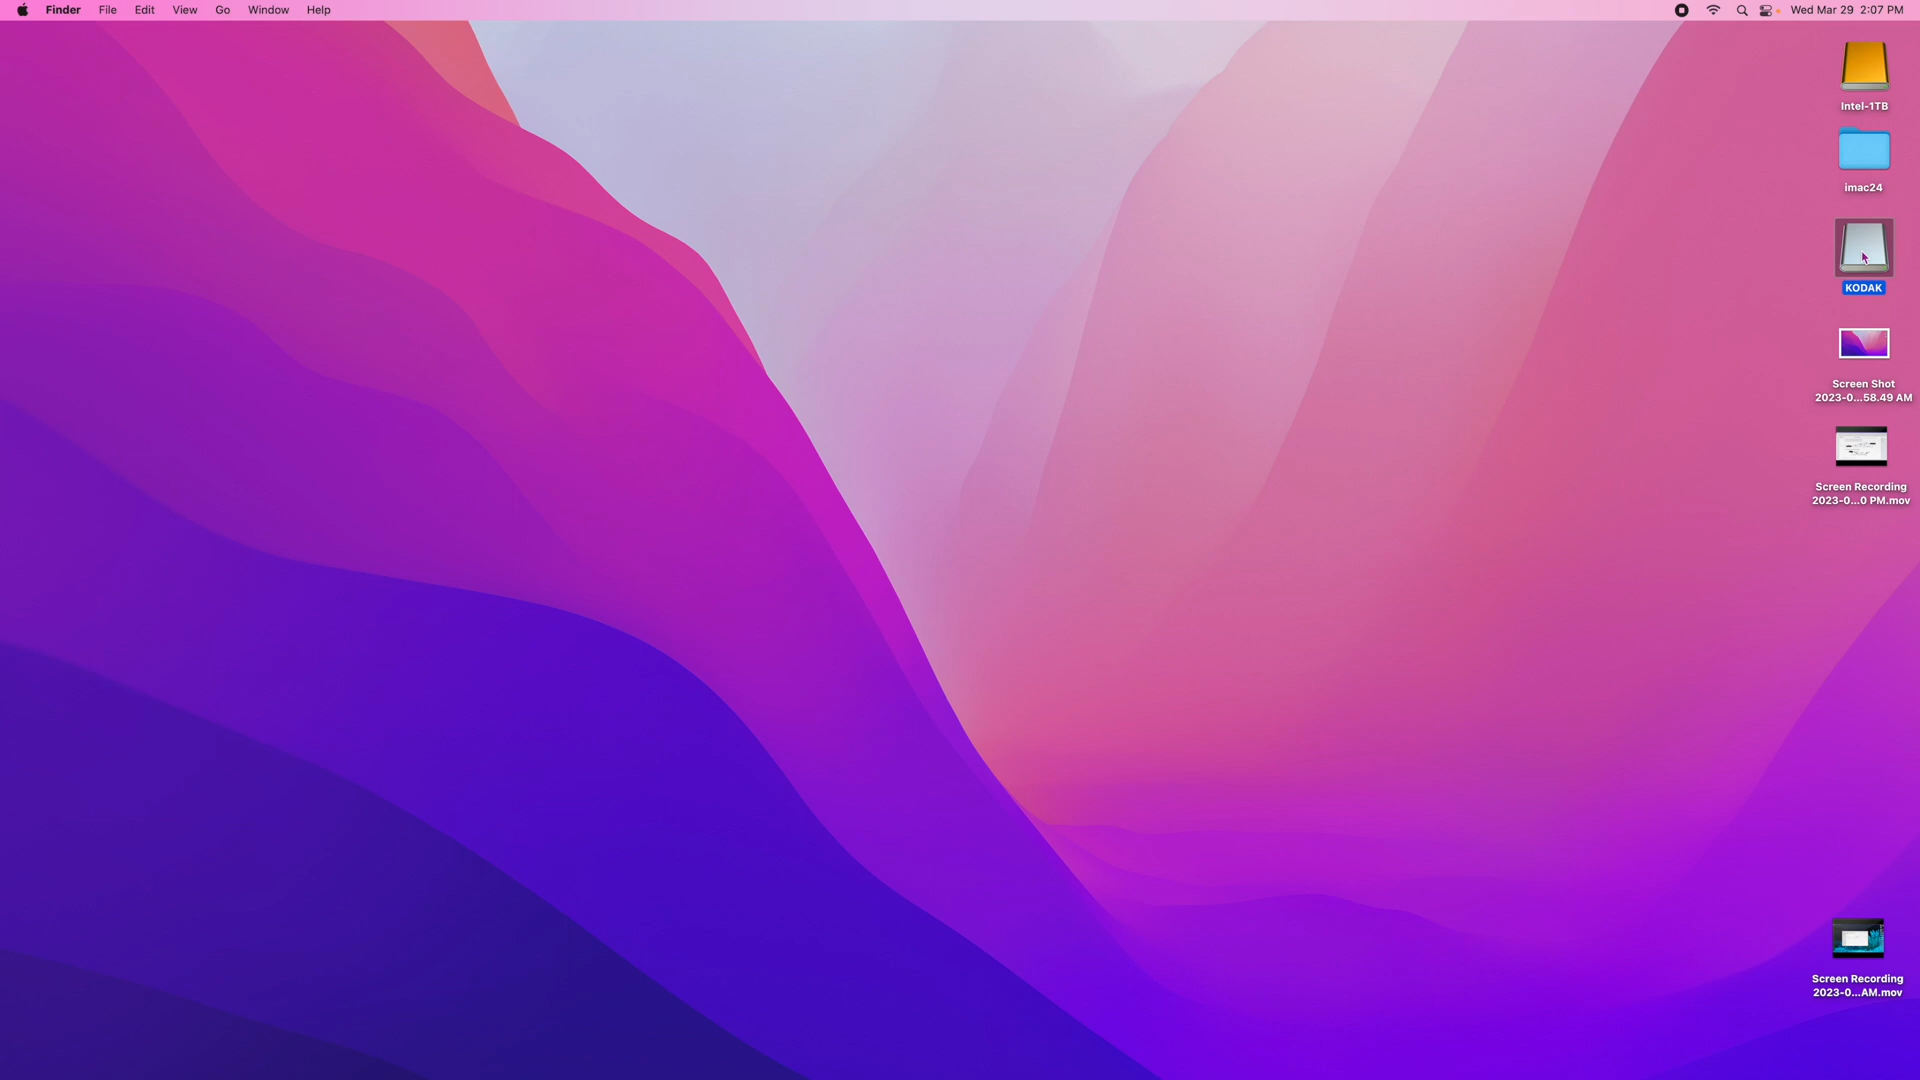 Finder File Edit View Go Window Help
Wed Mar 29 2:07 PM
Intel-1TB
imac24
KODAK
Screen Shot
2023-0...58.49 AM
Screen Recording
2023-0...0 PM.mov
Screen Recording
2023-0...AM.mov